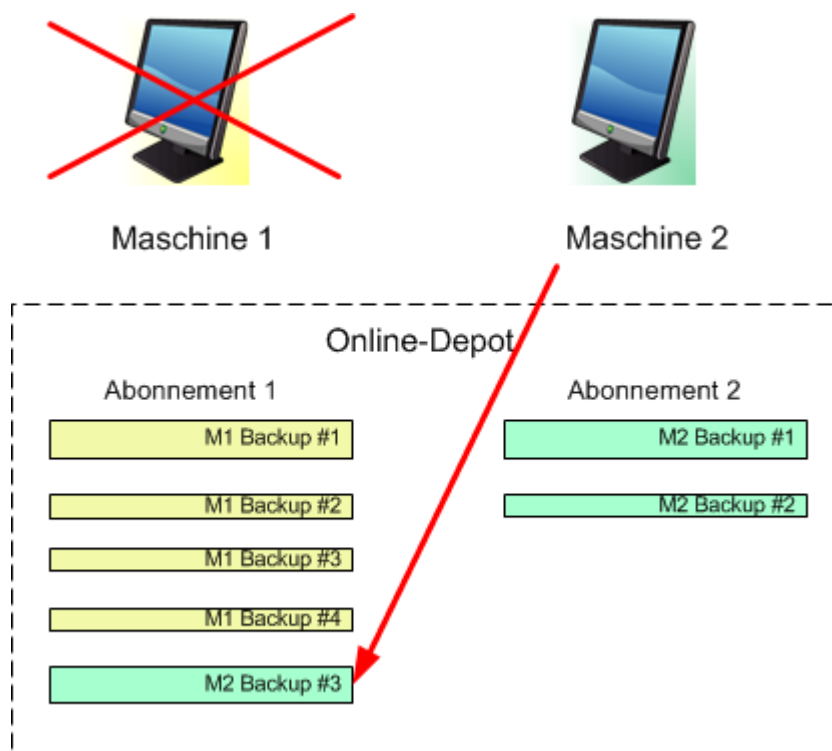 Maschine 1
Maschine 2
Online-Depot
Abonnement 1
Abonnement 2
M1 Backup #1
M2 Backup #1
M1 Backup #2
M2 Backup #2
M1 Backup #3
M1 Backup #4
M2 Backup #3